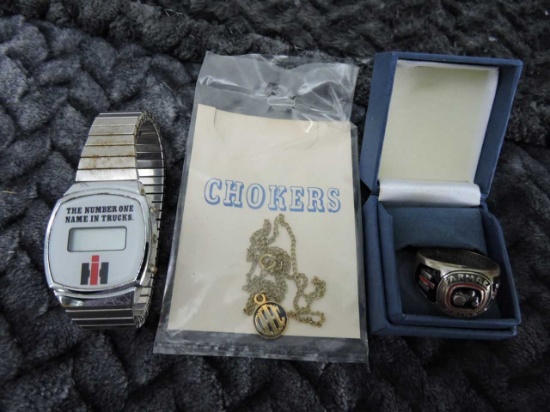 THE NUMBER ONE
NAME IN TRUCKS.
CHOKERS